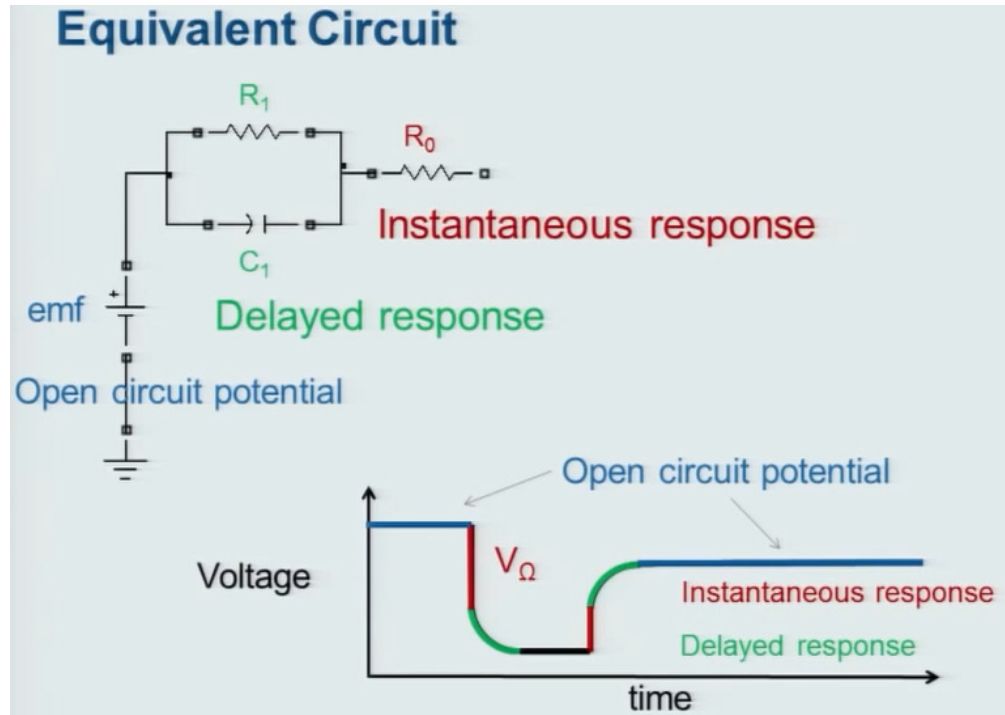 Equivalent Circuit
R₁
R₀
Instantaneous response
C₁
+
emf
Delayed response
Open circuit potential
Open circuit potential
Voltage
VΩ
Instantaneous response
Delayed response
time